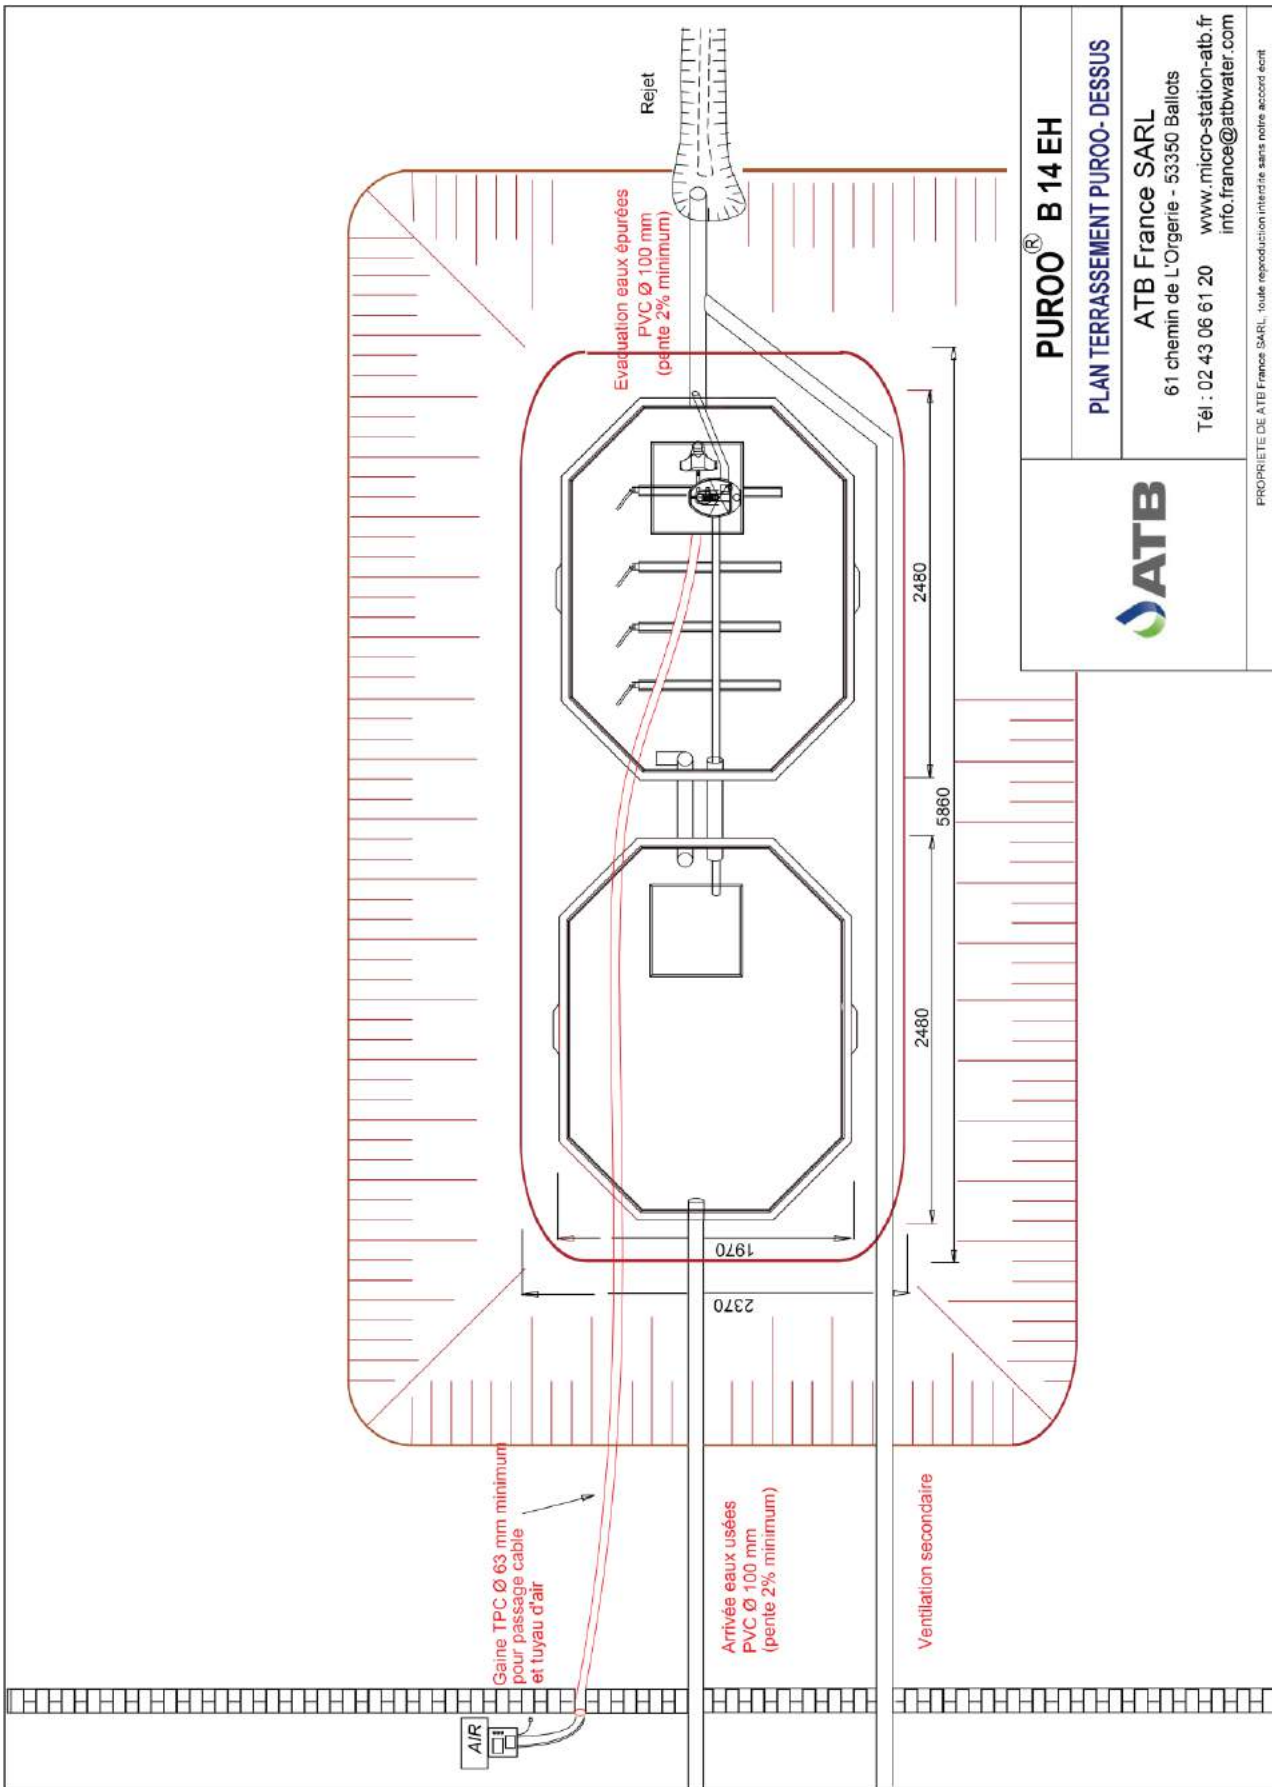 AIR
Gaine TPC Ø 63 mm minimum
pour passage cable
et tuyau d'air
Arrivée eaux usées
PVC Ø 100 mm
(pente 2% minimum)
Ventilation secondaire
2370
1970
2480
5860
2480
Evacuation eaux épurées
PVC Ø 100 mm
(pente 2% minimum)
Rejet
ATB
PUROO® B 14 EH
PLAN TERRASSEMENT PUROO- DESSUS
ATB France SARL
61 chemin de L'Orgerie - 53350 Ballots
Tél : 02 43 06 61 20 www.micro-station-atb.fr
info.france@atbwater.com
PROPRIETE DE ATB France SARL, toute reproduction interdite sans notre accord écrit